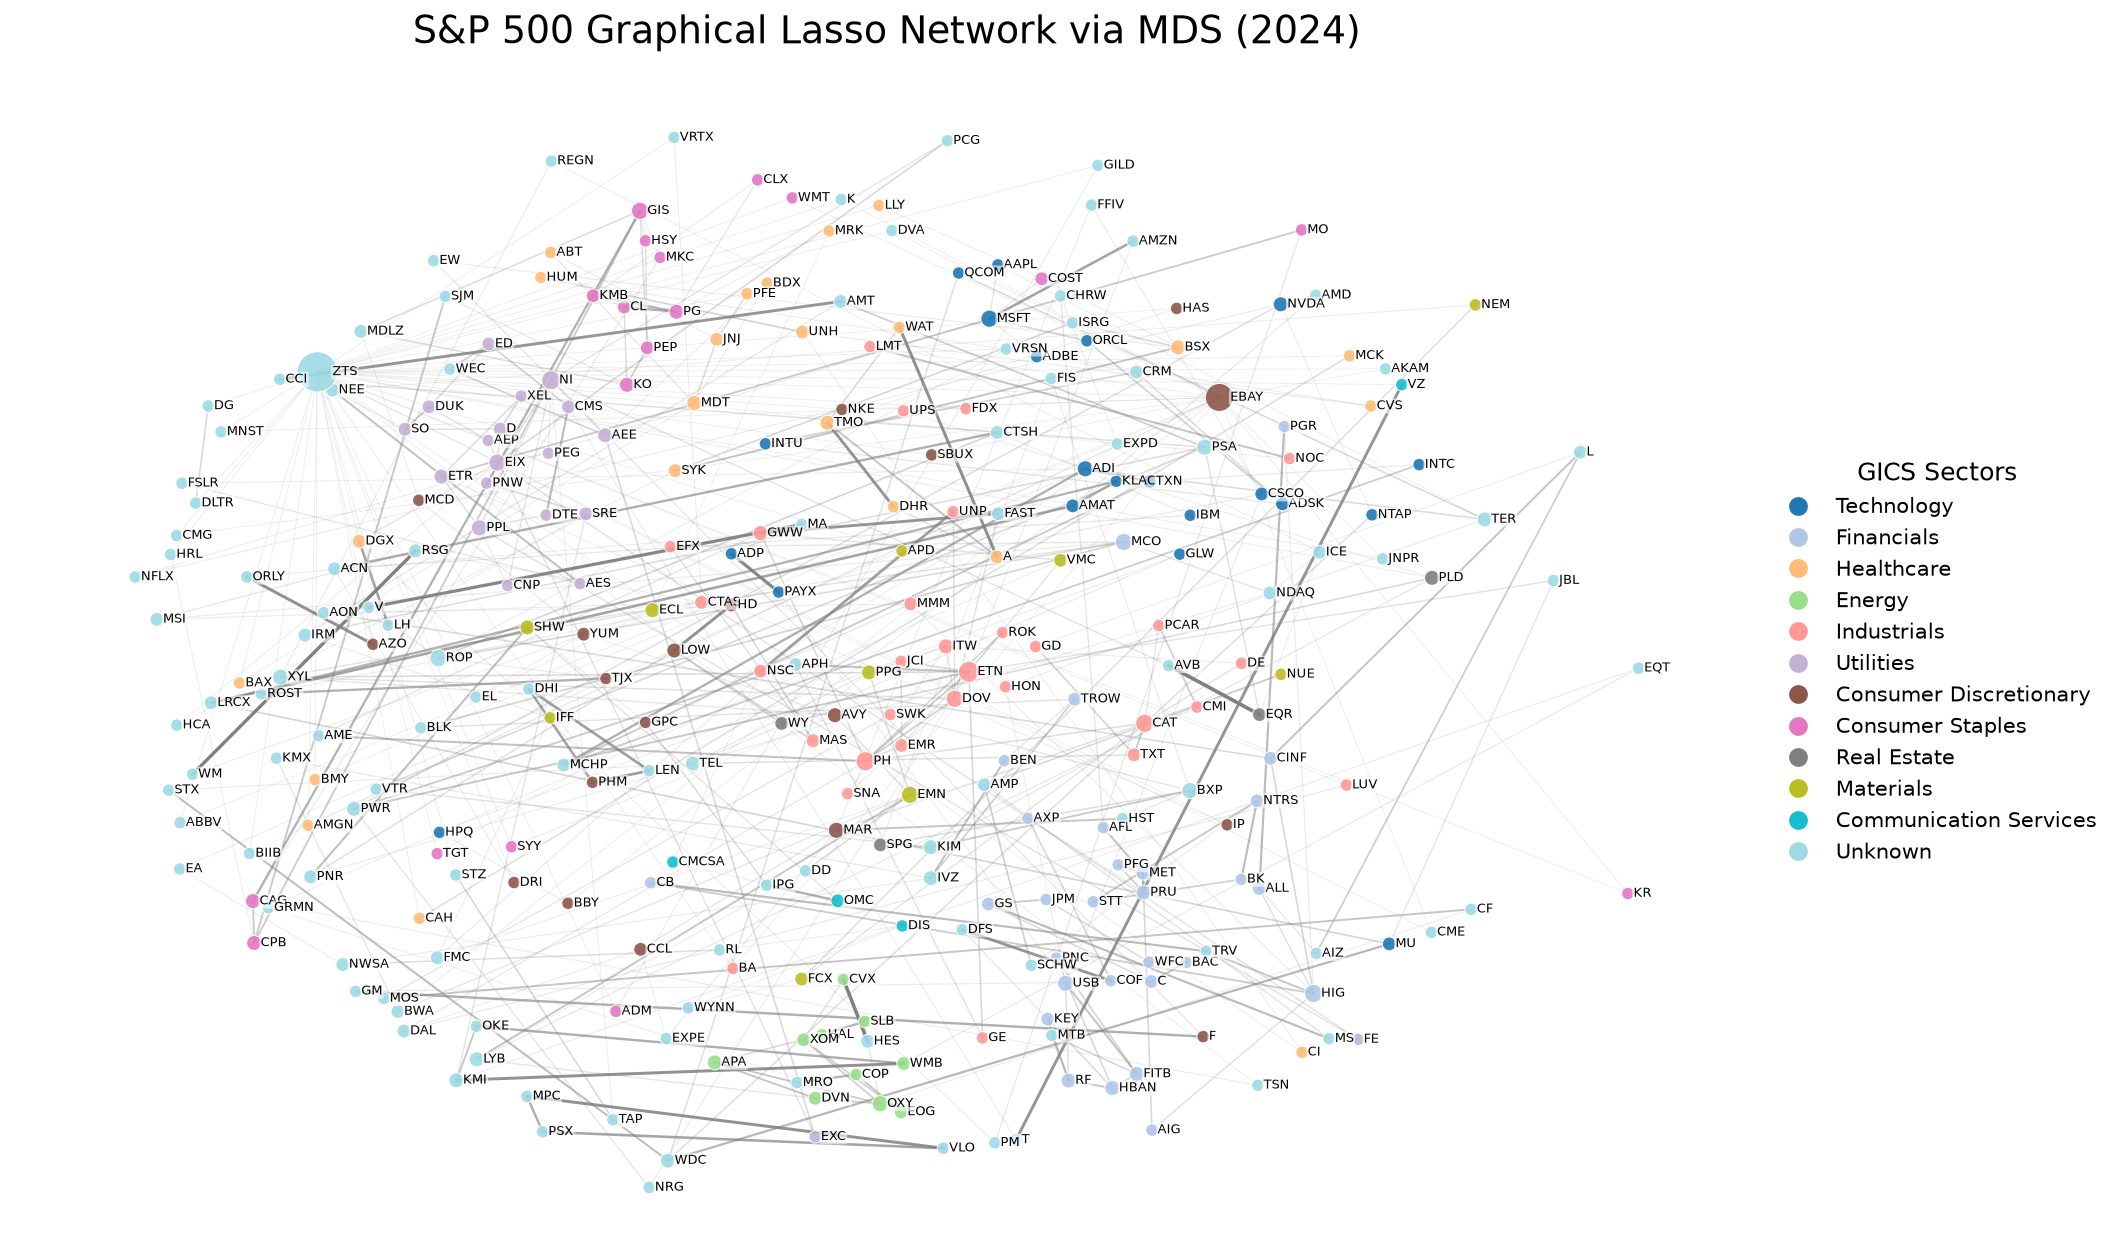 S&P 500 Graphical Lasso Network via MDS (2024)
VRTX
PCG
REGN
GILD
CLX
WMT
K
LLY
FFIV
GIS
MRK
DVA
MO
HSY
AMZN
ABT
MKC
EW
AAPL
QCOM
HUM
COST
BDX
PFE
SJM
KMB
CHRW
AMD
AMT
NVDA
NEM
CL
PG
HAS
MSFT
ISRG
WAT
MDLZ
UNH
JNJ
ORCL
ED
LMT
PEP
VRSN
BSX
ADBE
MCK
WEC
AKAM
ZTS
CRM
CCI
NI
FIS
KO
VZ
NEE
XEL
EBAY
MDT
DG
DUK
CMS
CVS
NKE
UPS
FDX
TMO
PGR
MNST
SO
D
CTSH
AEE
AEP
INTU
EXPD
PSA
PEG
SBUX
L
NOC
EIX
INTC
SYK
ADI
ETR
FSLR
PNW
KLAC
TXN
CSCO
MCD
DLTR
ADSK
AMAT
DHR
UNP
FAST
DTE
SRE
IBM
NTAP
TER
PPL
MA
CMG
GWW
DGX
MCO
EFX
RSG
APD
ICE
HRL
ADP
A
GLW
VMC
JNPR
ACN
NFLX
ORLY
PLD
JBL
CNP
AES
PAYX
NDAQ
CTAS
HD
MMM
V
ECL
AON
MSI
LH
SHW
PCAR
IRM
YUM
ROK
AZO
ITW
GD
LOW
ROP
JCI
DE
APH
AVB
EQT
NSC
PPG
ETN
NUE
XYL
TJX
BAX
HON
DHI
ROST
EL
DOV
TROW
LRCX
CMI
AVY
SWK
EQR
IFF
HCA
GPC
WY
CAT
BLK
AME
MAS
EMR
TXT
KMX
CINF
PH
BEN
TEL
MCHP
LEN
WM
BMY
PHM
AMP
LUV
STX
VTR
BXP
SNA
EMN
NTRS
PWR
AXP
HST
ABBV
AMGN
IP
AFL
HPQ
MAR
SPG
KIM
SYY
TGT
BIIB
CMCSA
PFG
EA
DD
MET
STZ
PNR
IVZ
BK
DRI
CB
IPG
ALL
PRU
KR
CAG
OMC
JPM
STT
BBY
GS
GRMN
CF
CAH
DIS
DFS
CME
CPB
MU
CCL
RL
TRV
AIZ
FMC
PNC
NWSA
SCHW
WFC
BAC
BA
FCX
CVX
COF
C
USB
GM
HIG
MOS
WYNN
BWA
ADM
KEY
SLB
OKE
DAL
HAL
MTB
F
EXPE
XOM
HES
GE
MS
FE
CI
LYB
APA
WMB
COP
FITB
KMI
MRO
RF
HBAN
TSN
MPC
DVN
OXY
EOG
TAP
AIG
PSX
EXC
PM
T
VLO
WDC
NRG
GICS Sectors
Technology
Financials
Healthcare
Energy
Industrials
Utilities
Consumer Discretionary
Consumer Staples
Real Estate
Materials
Communication Services
Unknown